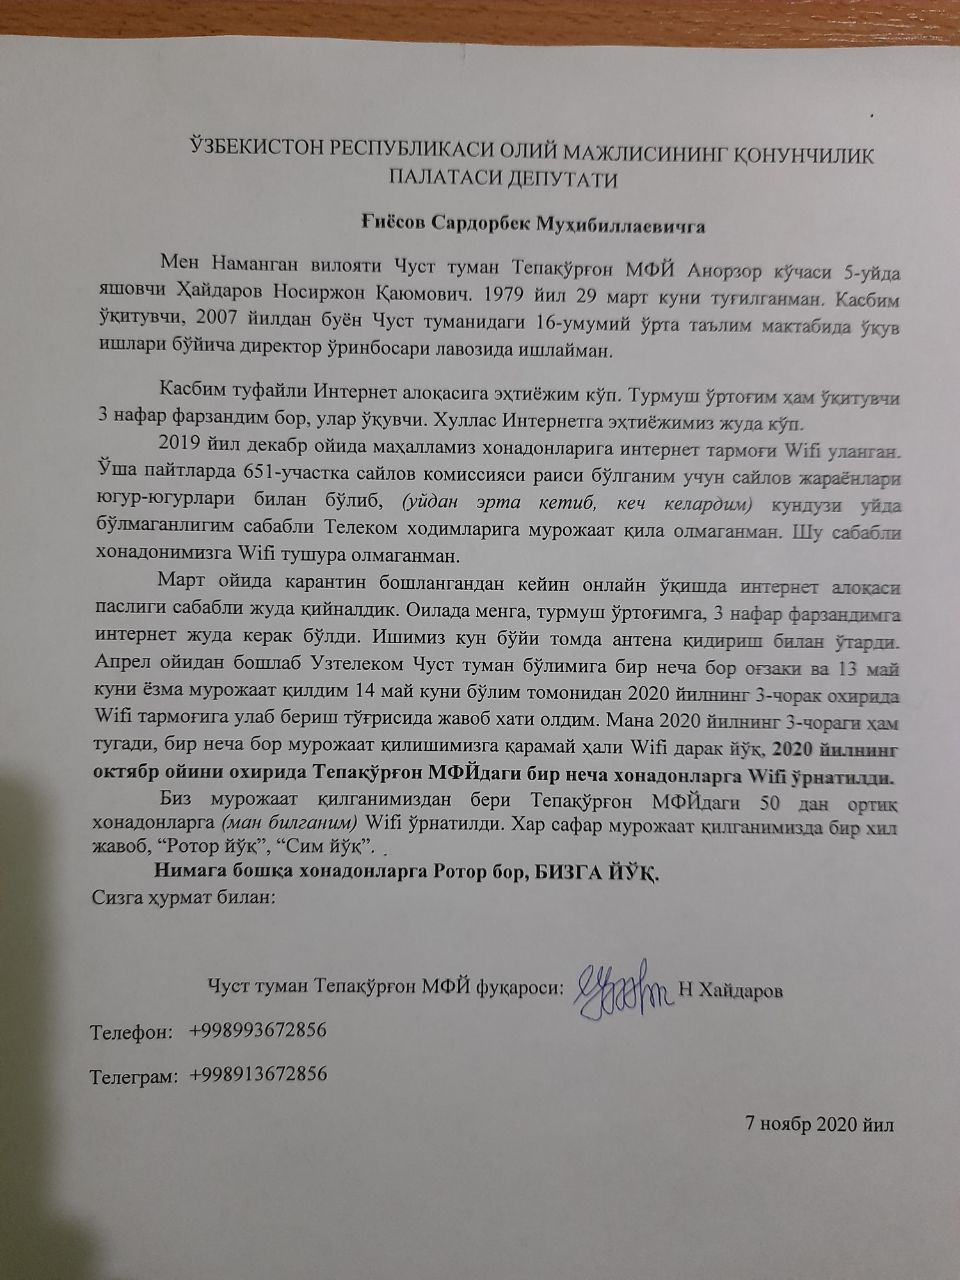 ЎЗБЕКИСТОН РЕСПУБЛИКАСИ ОЛИЙ МАЖЛИСИНИНГ ҚОНУНЧИЛИК
ПАЛАТАСИ ДЕПУТАТИ
Ғиёсов Сардорбек Муҳибиллаевичга
Мен Наманган вилояти Чуст туман Тепақўрғон МФЙ Анорзор кўчаси 5-уйда
яшовчи Ҳайдаров Носиржон Қаюмович. 1979 йил 29 март куни туғилганман. Касбим
ўқитувчи, 2007 йилдан буён Чуст туманидаги 16-умумий ўрта таълим мактабида ўқув
ишлари бўйича директор ўринбосари лавозида ишлайман.
Касбим туфайли Интернет алоқасига эҳтиёжим кўп. Турмуш ўртоғим ҳам ўқитувчи
3 нафар фарзандим бор, улар ўқувчи. Хуллас Интернетга эҳтиёжимиз жуда кўп.
2019 йил декабр ойида маҳалламиз хонадонларига интернет тармоғи Wifi уланган.
Ўша пайтларда 651-участка сайлов комиссяяси раиси бўлганим учун сайлов жараёнлари
югур-югурлари билан бўлиб, (уйдан эрта кетиб, кеч келардим) кундузи уйда
бўлмаганлигим сабабли Телеком ходимларига мурожаат қила олмаганман. Шу сабабли
хонадонимизга Wifi тушура олмаганман.
Март ойида карантин бошлангандан кейин онлайн ўқишда интернет алоқаси
паслиги сабабли жуда қийналдик. Оилада менга, турмуш ўртоғимга, 3 нафар фарзандимга
интернет жуда керак бўлди. Ишимиз кун бўйи томда антена қидириш билан ўтарди.
Апрел ойидан бошлаб Узтелеком Чуст туман бўлимига бир неча бор оғзаки ва 13 май
куни ёзма мурожаат қилдим 14 май куни бўлим томонидан 2020 йилнинг 3-чорак охирида
Wifi тармоғига улаб бериш тўғрисида жавоб хати олдим. Мана 2020 йилнинг 3-чораги ҳам
тугади, бир неча бор мурожаат қилишимизга қарамай ҳали Wifi дарак йўқ, 2020 йилнинг
октябр ойини охирида Тепақўрғон МФЙдаги бир неча хонадонларга Wifi ўрнатилди.
Биз мурожаат қилганимиздан бери Тепақўрғон МФЙдаги 50 дан ортиқ
хонадонларга (ман билганим) Wifi ўрнатилди. Хар сафар мурожаат қилганимизда бир хил
жавоб, “Ротор йўқ”, “Сим йўқ”.
Нимага бошқа хонадонларга Ротор бор, БИЗГА ЙЎҚ.
Сизга ҳурмат билан:
Чуст туман Тепақўрғон МФЙ фуқароси: Н Хайдаров
Телефон: +998993672856
Телеграм: +998913672856
7 ноябр 2020 йил